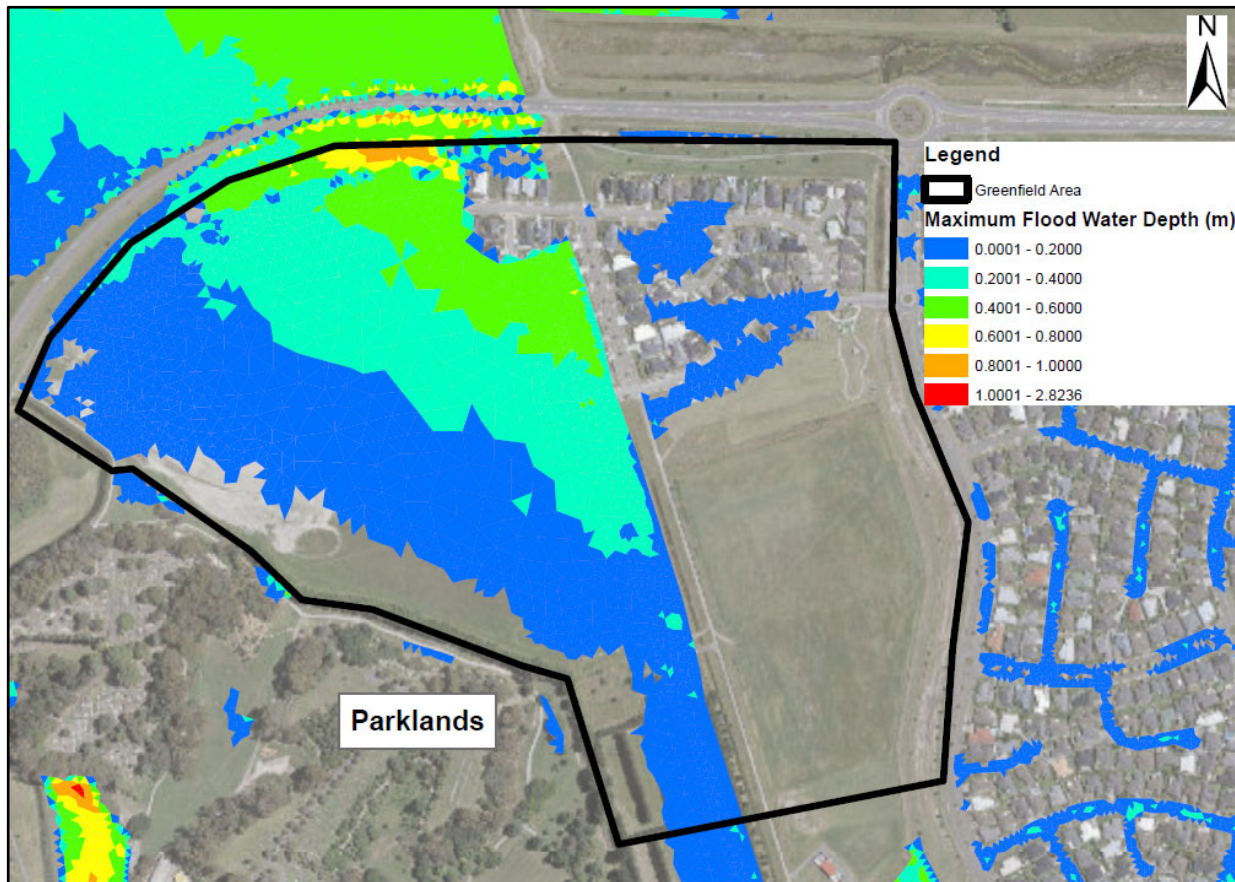 N
Legend
Greenfield Area
Maximum Flood Water Depth (m)
0.0001 - 0.2000
0.2001 - 0.4000
0.4001 - 0.6000
0.6001 - 0.8000
0.8001 - 1.0000
1.0001 - 2.8236
Parklands